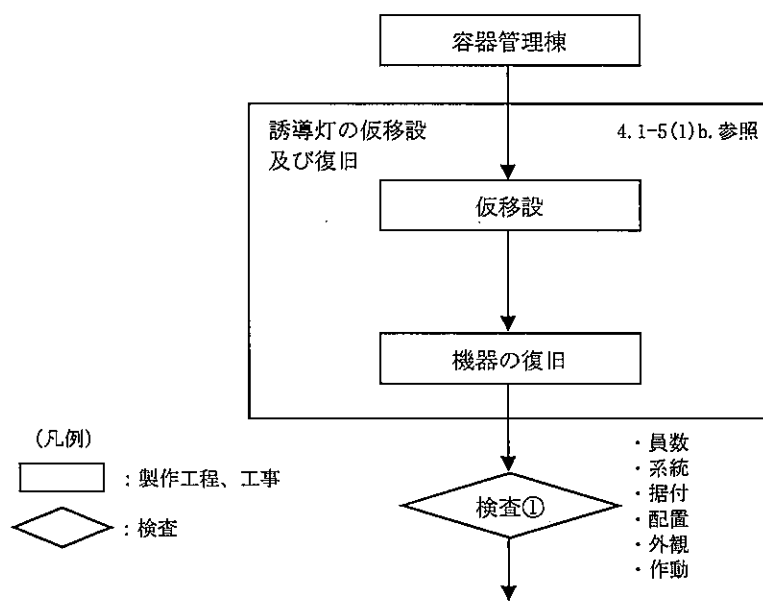 容器管理棟
誘導灯の仮移設
及び復旧
4.1-5(1)b.参照
仮移設
機器の復旧
(凡例)
：製作工程、工事
：検査
検査①
・員数
・系統
・据付
・配置
・外観
・作動